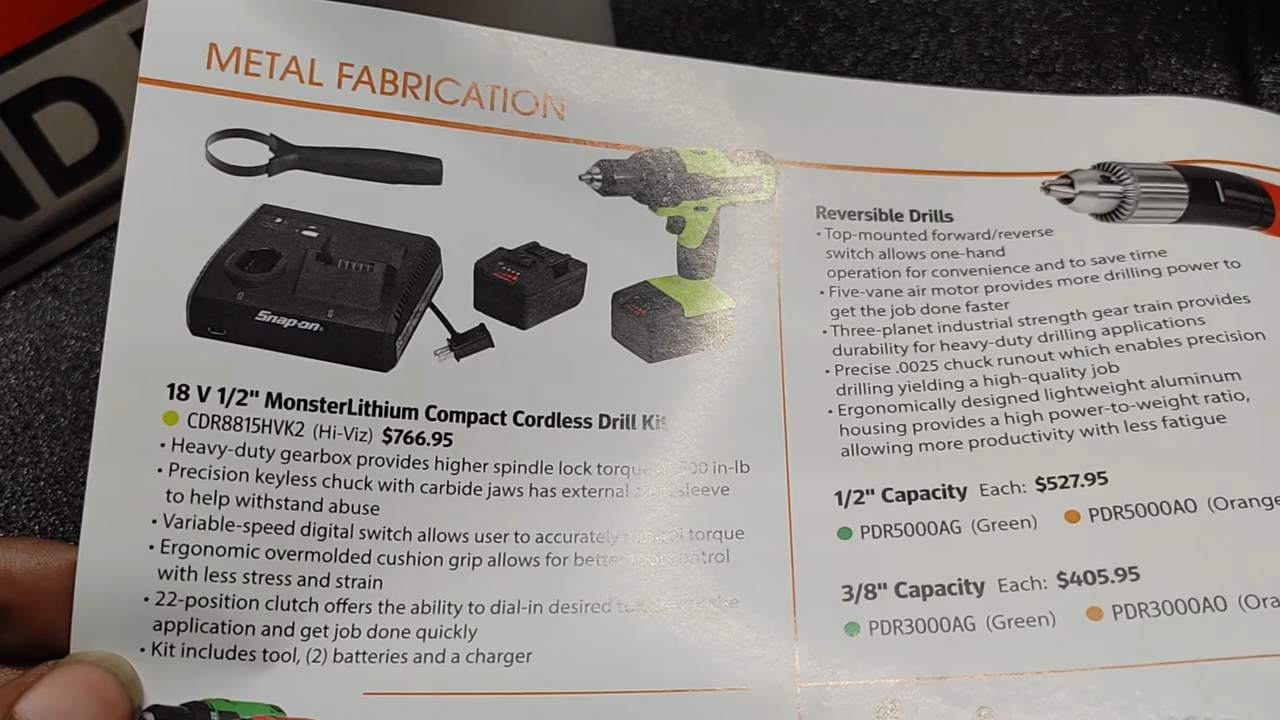 ND
METAL FABRICATION
Snap-on
18 V 1/2" MonsterLithium Compact Cordless Drill Kit
CDR8815HVK2 (Hi-Viz) $766.95
• Heavy-duty gearbox provides higher spindle lock torque in-lb
• Precision keyless chuck with carbide jaws has external sleeve
to help withstand abuse
• Variable-speed digital switch allows user to accurately torque
• Ergonomic overmolded cushion grip allows for better control
with less stress and strain
• 22-position clutch offers the ability to dial-in desired the
application and get job done quickly
• Kit includes tool, (2) batteries and a charger
Reversible Drills
• Top-mounted forward/reverse
switch allows one-hand
operation for convenience and to save time
• Five-vane air motor provides more drilling power to
get the job done faster
• Three-planet industrial strength gear train provides
durability for heavy-duty drilling applications
• Precise .0025 chuck runout which enables precision
drilling yielding a high-quality job
• Ergonomically designed lightweight aluminum
housing provides a high power-to-weight ratio,
allowing more productivity with less fatigue
1/2" Capacity Each: $527.95
PDR5000AG (Green) PDR5000AO (Orange
3/8" Capacity Each: $405.95
PDR3000AG (Green) PDR3000AO (Ora